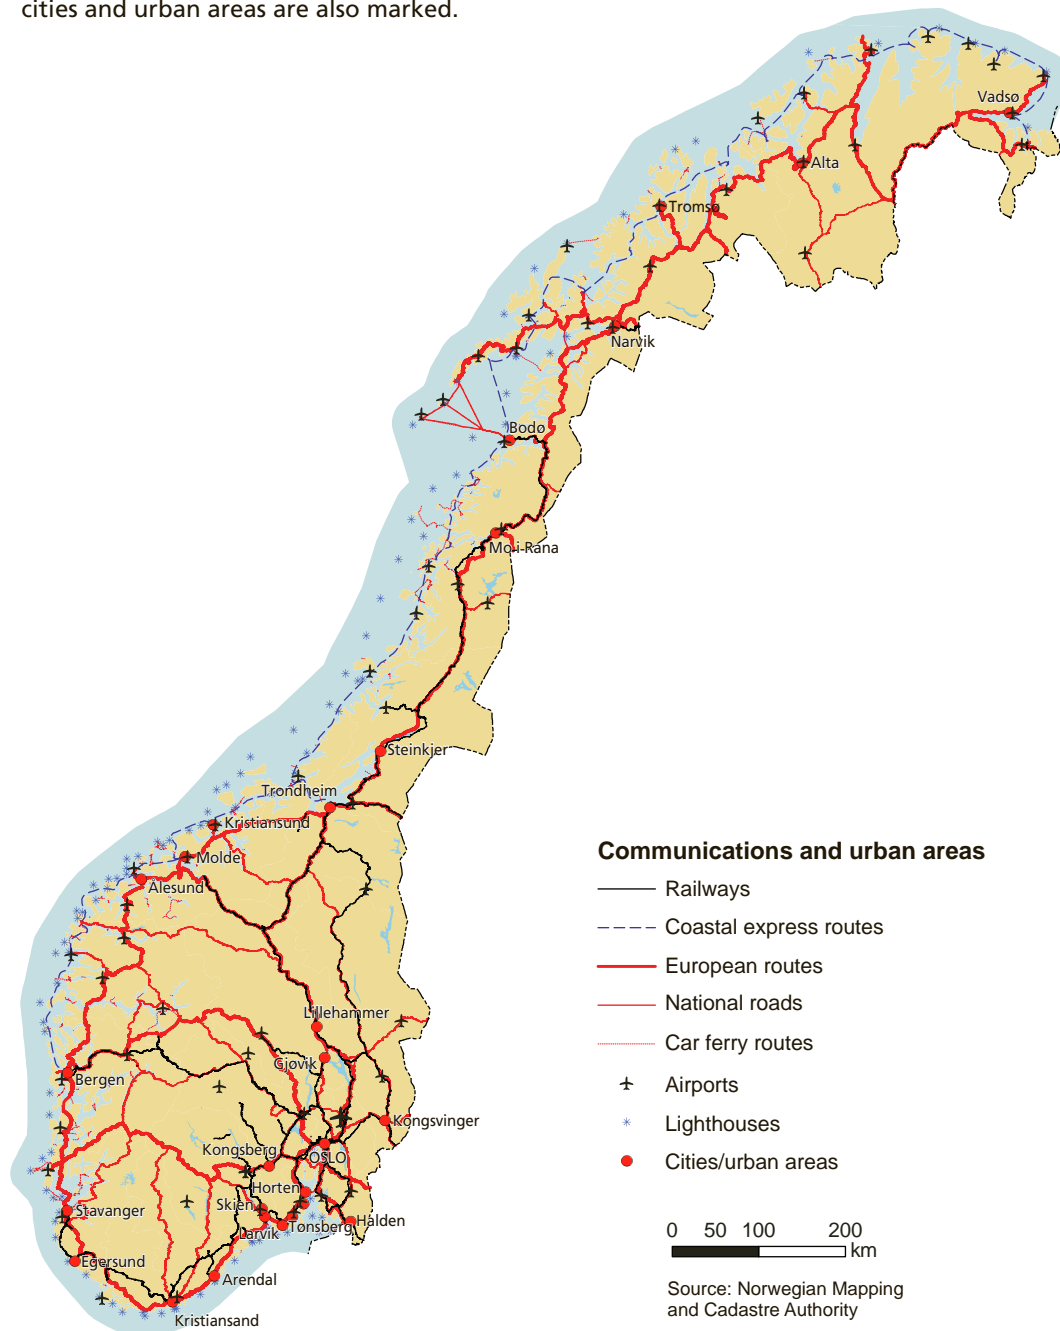 cities and urban areas are also marked.
Vadsø
Alta
Tromsø
Narvik
Bodø
Mo i Rana
Steinkjer
Trondheim
Kristiansund
Molde
Ålesund
Lillehammer
Gjøvik
Bergen
Kongsvinger
Kongsberg
OSLO
Horten
Skien
Stavanger
Larvik
Tønsberg
Halden
Egersund
Arendal
Kristiansand
Communications and urban areas
Railways
Coastal express routes
European routes
National roads
Car ferry routes
Airports
Lighthouses
Cities/urban areas
0 50 100 200
km
Source: Norwegian Mapping
and Cadastre Authority